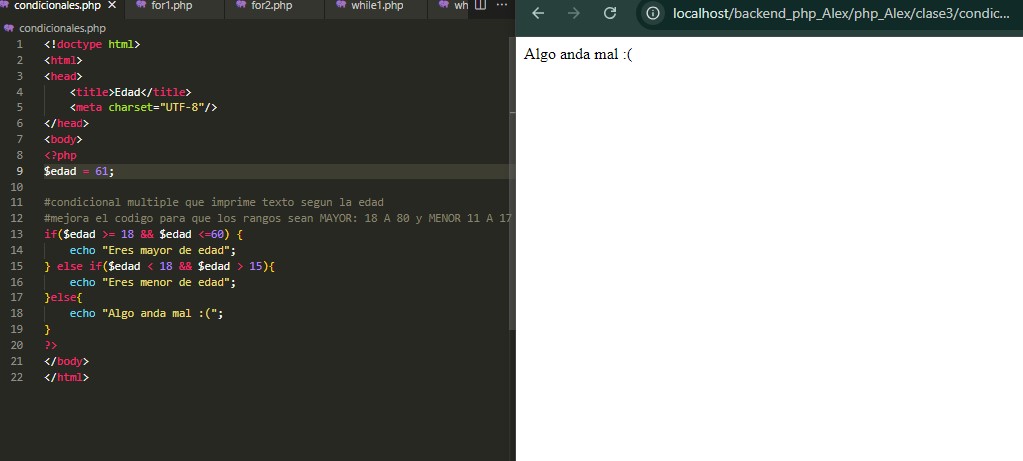 condicionales.php × for1.php for2.php while1.php wh ...
condicionales.php
1 <!doctype html>
2 <html>
3 <head>
4 <title>Edad</title>
5 <meta charset="UTF-8"/>
6 </head>
7 <body>
8 <?php
9 $edad = 61;
10
11 #condicional multiple que imprime texto segun la edad
12 #mejora el codigo para que los rangos sean MAYOR: 18 A 80 y MENOR 11 A 17
13 if($edad >= 18 && $edad <=60) {
14 echo "Eres mayor de edad";
15 } else if($edad < 18 && $edad > 15){
16 echo "Eres menor de edad";
17 }else{
18 echo "Algo anda mal :(";
19 }
20 ?>
21 </body>
22 </html>
localhost/backend_php_Alex/php_Alex/clase3/condic...
Algo anda mal :(